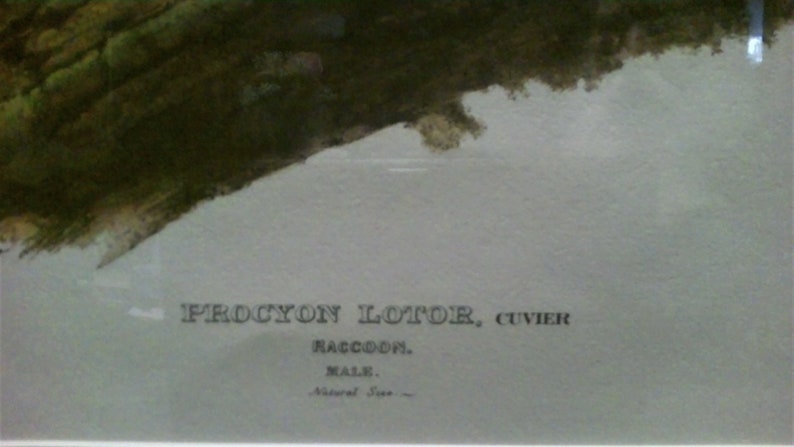 PROCYON LOTOR, CUVIER
RACCOON.
MALE.
Natural Size.